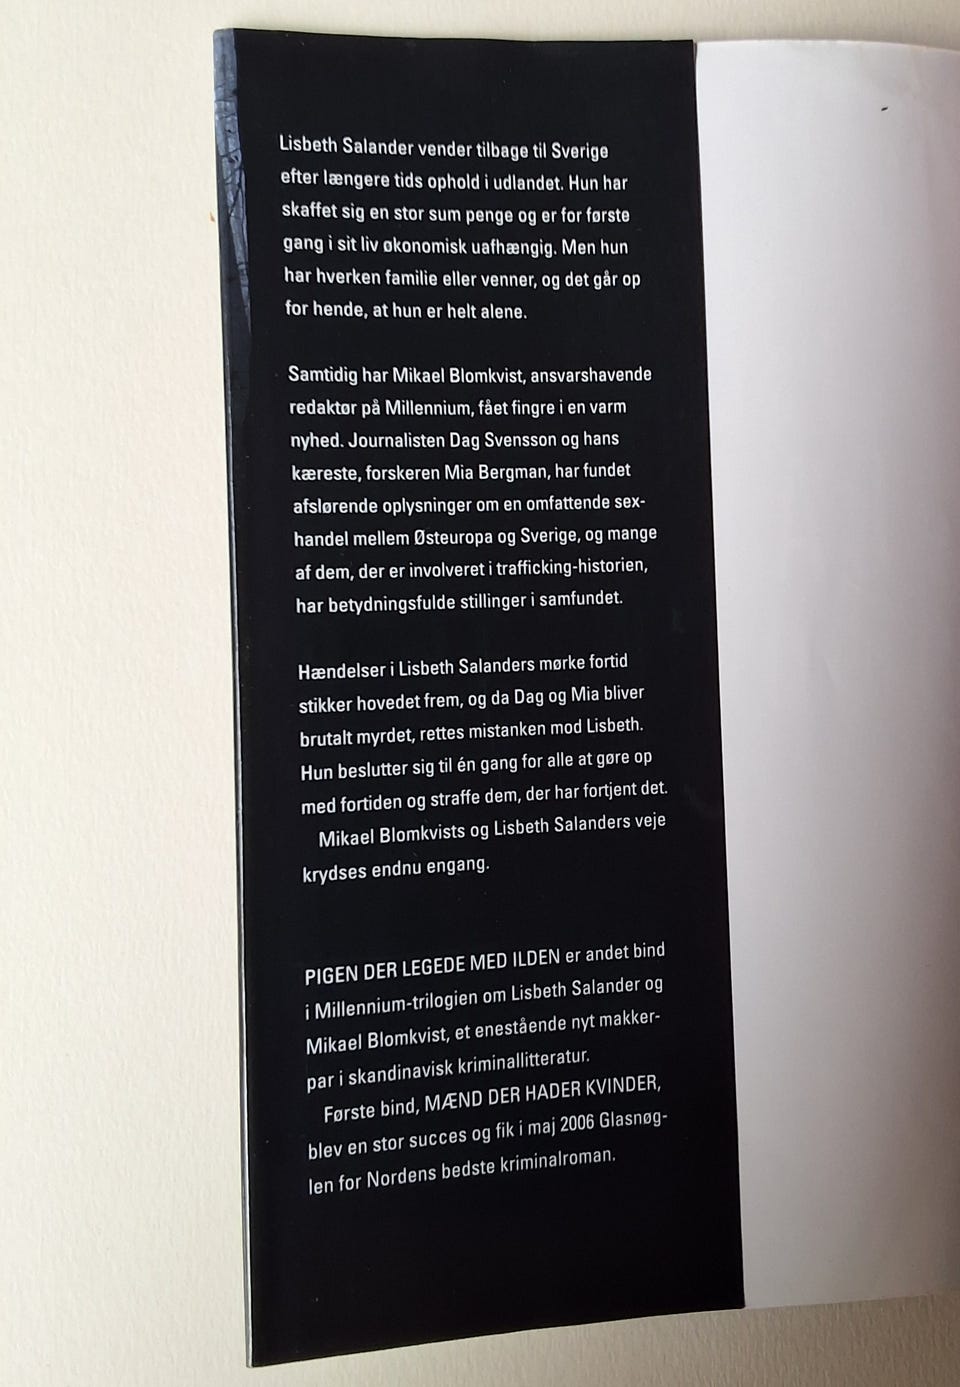 Lisbeth Salander vender tilbage til Sverige
efter længere tids ophold i udlandet. Hun har
skaffet sig en stor sum penge og er for første
gang i sit liv økonomisk uafhængig. Men hun
har hverken familie eller venner, og det går op
for hende, at hun er helt alene.
Samtidig har Mikael Blomkvist, ansvarshavende
redaktør på Millennium, fået fingre i en varm
nyhed. Journalisten Dag Svensson og hans
kæreste, forskeren Mia Bergman, har fundet
afslørende oplysninger om en omfattende sex-
handel mellem Østeuropa og Sverige, og mange
af dem, der er involveret i trafficking-historien,
har betydningsfulde stillinger i samfundet.
Hændelser i Lisbeth Salanders mørke fortid
stikker hovedet frem, og da Dag og Mia bliver
brutalt myrdet, rettes mistanken mod Lisbeth.
Hun beslutter sig til én gang for alle at gøre op
med fortiden og straffe dem, der har fortjent det.
Mikael Blomkvists og Lisbeth Salanders veje
krydses endnu engang.
PIGEN DER LEGEDE MED ILDEN er andet bind
i Millennium-trilogien om Lisbeth Salander og
Mikael Blomkvist, et enestående nyt makker-
par i skandinavisk kriminallitteratur.
Første bind, MÆND DER HADER KVINDER,
blev en stor succes og fik i maj 2006 Glasnøg-
len for Nordens bedste kriminalroman.